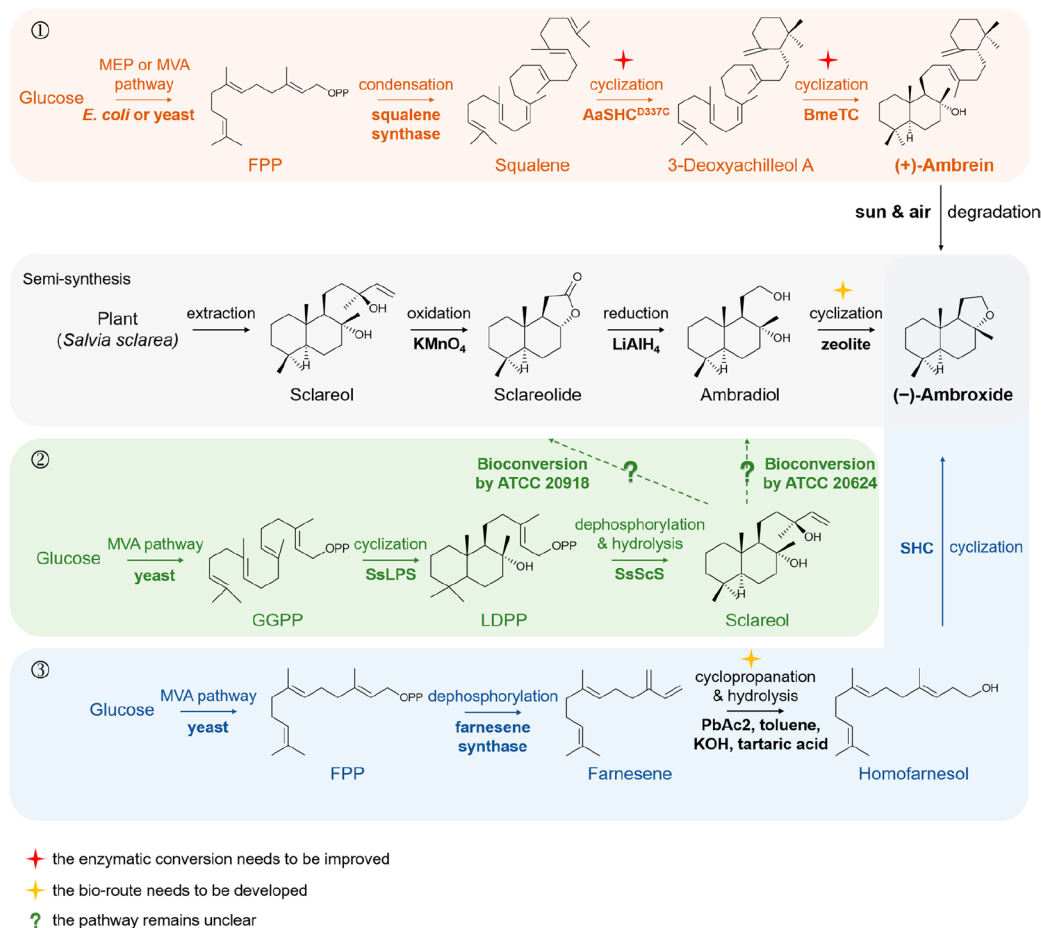 ①
MEP or MVA
pathway
Glucose
E. coli or yeast
OPP
FPP
condensation
squalene
synthase
Squalene
cyclization
AaSHCD337C
3-Deoxyachilleol A
cyclization
BmeTC
OH
H
(+)-Ambrein
sun & air
degradation
Semi-synthesis
Plant
(Salvia sclarea)
extraction
OH
OH
H
Sclareol
oxidation
KMnO4
O
O
H
Sclareolide
reduction
LiAlH4
OH
OH
H
Ambradiol
cyclization
zeolite
O
H
(−)-Ambroxide
②
Bioconversion
by ATCC 20918
?
?
Bioconversion
by ATCC 20624
Glucose
MVA pathway
yeast
OPP
GGPP
cyclization
SsLPS
OPP
OH
H
LDPP
dephosphorylation
& hydrolysis
SsScS
OH
OH
H
Sclareol
SHC
cyclization
③
Glucose
MVA pathway
yeast
OPP
FPP
dephosphorylation
farnesene
synthase
Farnesene
cyclopropanation
& hydrolysis
PbAc2, toluene,
KOH, tartaric acid
OH
Homofarnesol
the enzymatic conversion needs to be improved
the bio-route needs to be developed
? the pathway remains unclear